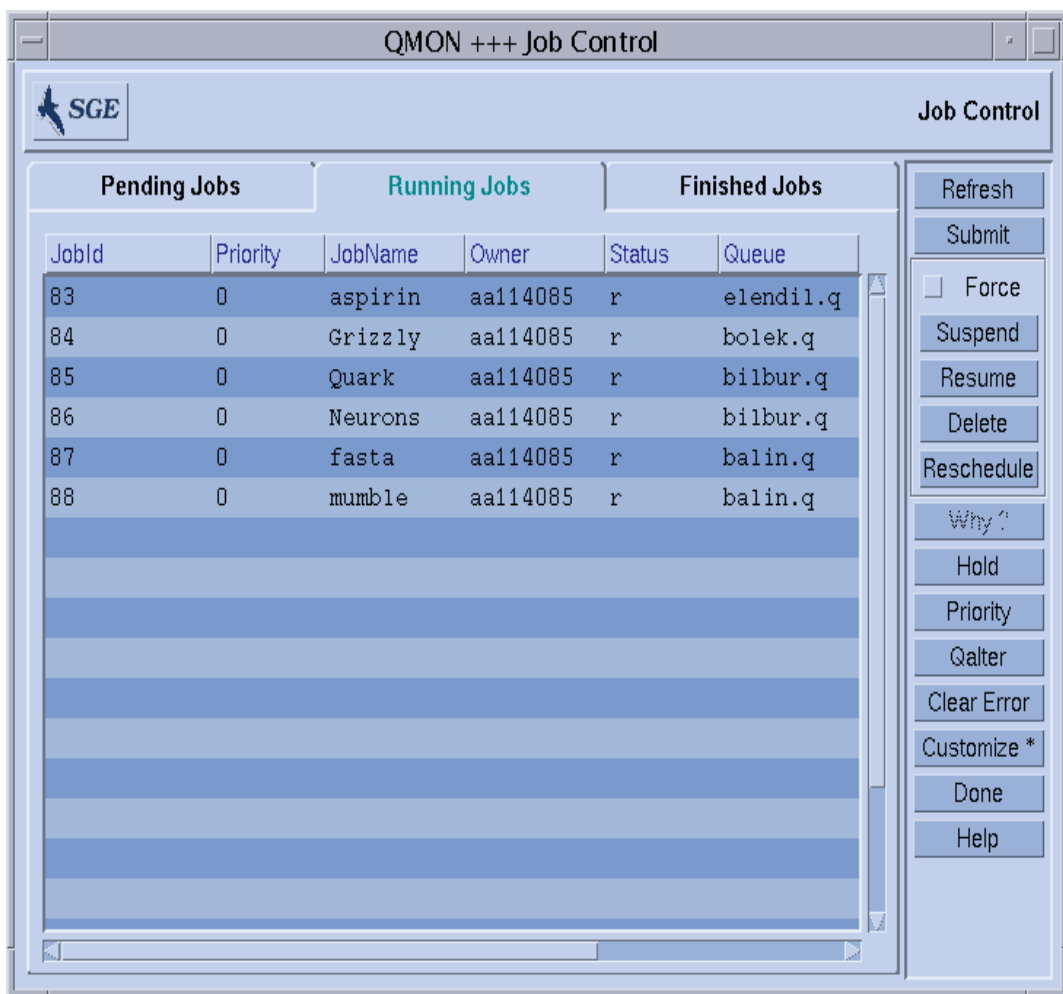 QMON +++ Job Control
SGE
Job Control
Pending Jobs Running Jobs Finished Jobs
JobId Priority JobName Owner Status Queue
83 0 aspirin aa114085 r elendil.q
84 0 Grizzly aa114085 r bolek.q
85 0 Quark aa114085 r bilbur.q
86 0 Neurons aa114085 r bilbur.q
87 0 fasta aa114085 r balin.q
88 0 mumble aa114085 r balin.q
Refresh
Submit
Force
Suspend
Resume
Delete
Reschedule
Why ?
Hold
Priority
Qalter
Clear Error
Customize *
Done
Help